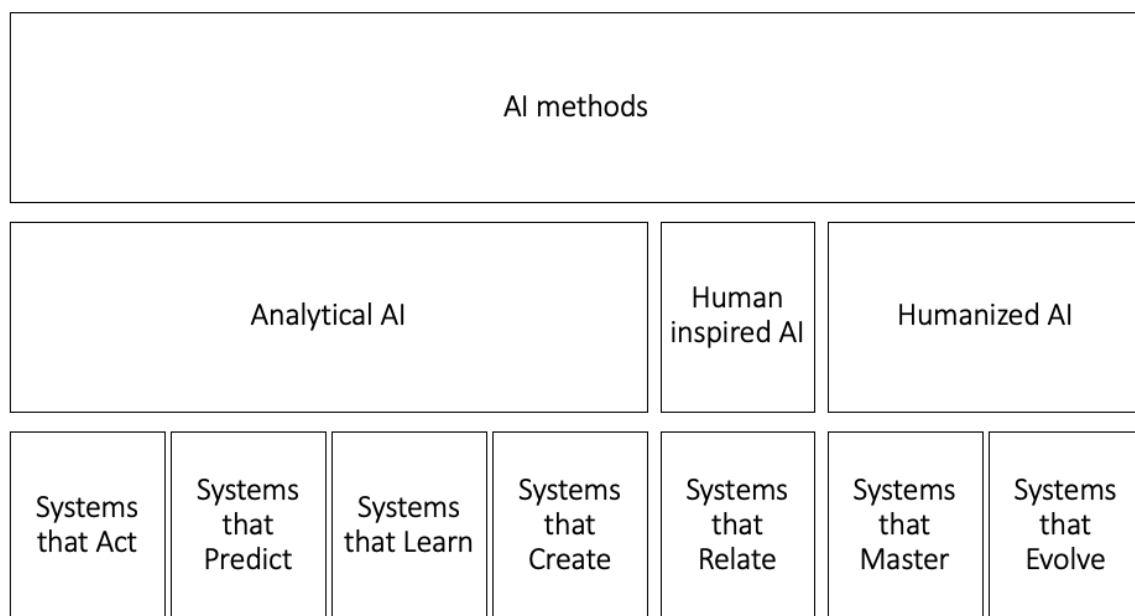 AI methods
Analytical AI
Human
inspired AI
Humanized AI
Systems
that Act
Systems
that
Predict
Systems
that Learn
Systems
that
Create
Systems
that
Relate
Systems
that
Master
Systems
that
Evolve